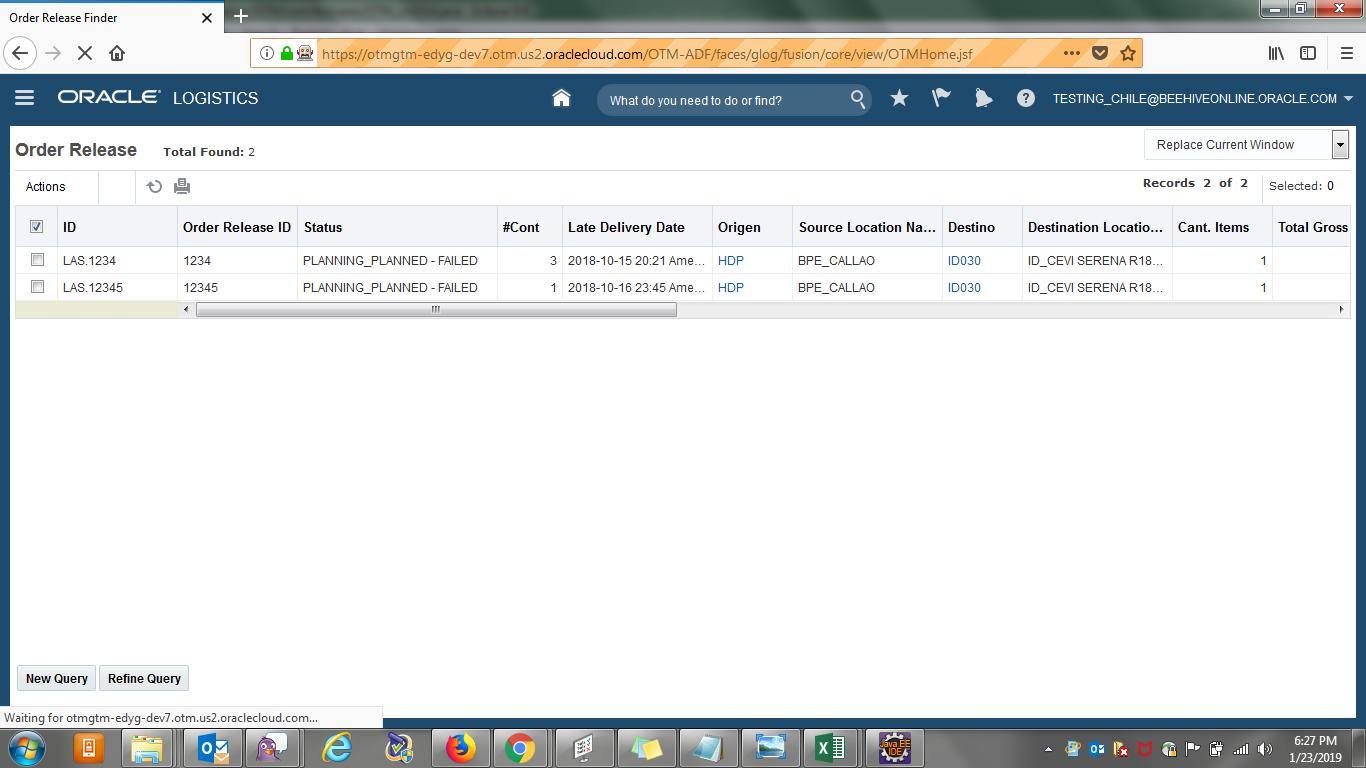 Order Release Finder
https://otmgtm-edyg-dev7.otm.us2.oraclecloud.com/OTM-ADF/faces/glog/fusion/core/view/OTMHome.jsf
ORACLE LOGISTICS What do you need to do or find? TESTING_CHILE@BEEHIVEONLINE.ORACLE.COM
Order Release Total Found: 2 Replace Current Window
Actions Records 2 of 2 Selected: 0
ID Order Release ID Status #Cont Late Delivery Date Origen Source Location Na... Destino Destination Locatio... Cant. Items Total Gross
LAS.1234 1234 PLANNING_PLANNED - FAILED 3 2018-10-15 20:21 Ame... HDP BPE_CALLAO ID030 ID_CEVI SERENA R18... 1
LAS.12345 12345 PLANNING_PLANNED - FAILED 1 2018-10-16 23:45 Ame... HDP BPE_CALLAO ID030 ID_CEVI SERENA R18... 1
New Query Refine Query
Waiting for otmgtm-edyg-dev7.otm.us2.oraclecloud.com...
Java EE
IDE
6:27 PM
1/23/2019